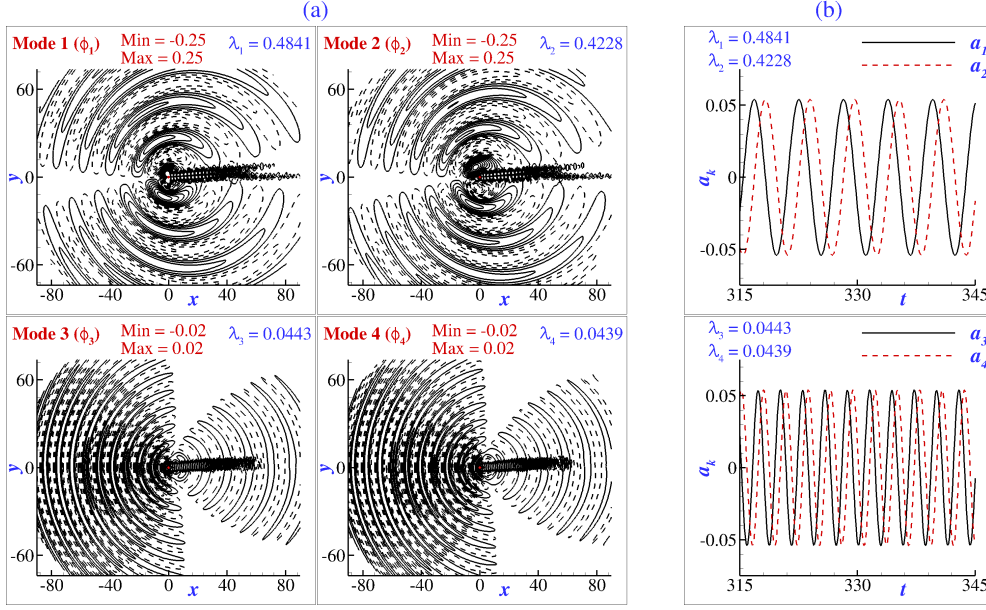 (a)
(b)
Mode 1 (ϕ₁)
Min = -0.25
Max = 0.25
λ₁ = 0.4841
60
0
-60
y
-80
-40
0
40
80
x
Mode 2 (ϕ₂)
Min = -0.25
Max = 0.25
λ₂ = 0.4228
60
0
-60
y
-80
-40
0
40
80
x
λ₁ = 0.4841
λ₂ = 0.4228
a₁
a₂
0.05
0
-0.05
aₖ
315
330
345
t
Mode 3 (ϕ₃)
Min = -0.02
Max = 0.02
λ₃ = 0.0443
60
0
-60
y
-80
-40
0
40
80
x
Mode 4 (ϕ₄)
Min = -0.02
Max = 0.02
λ₄ = 0.0439
60
0
-60
y
-80
-40
0
40
80
x
λ₃ = 0.0443
λ₄ = 0.0439
a₃
a₄
0.05
0
-0.05
aₖ
315
330
345
t